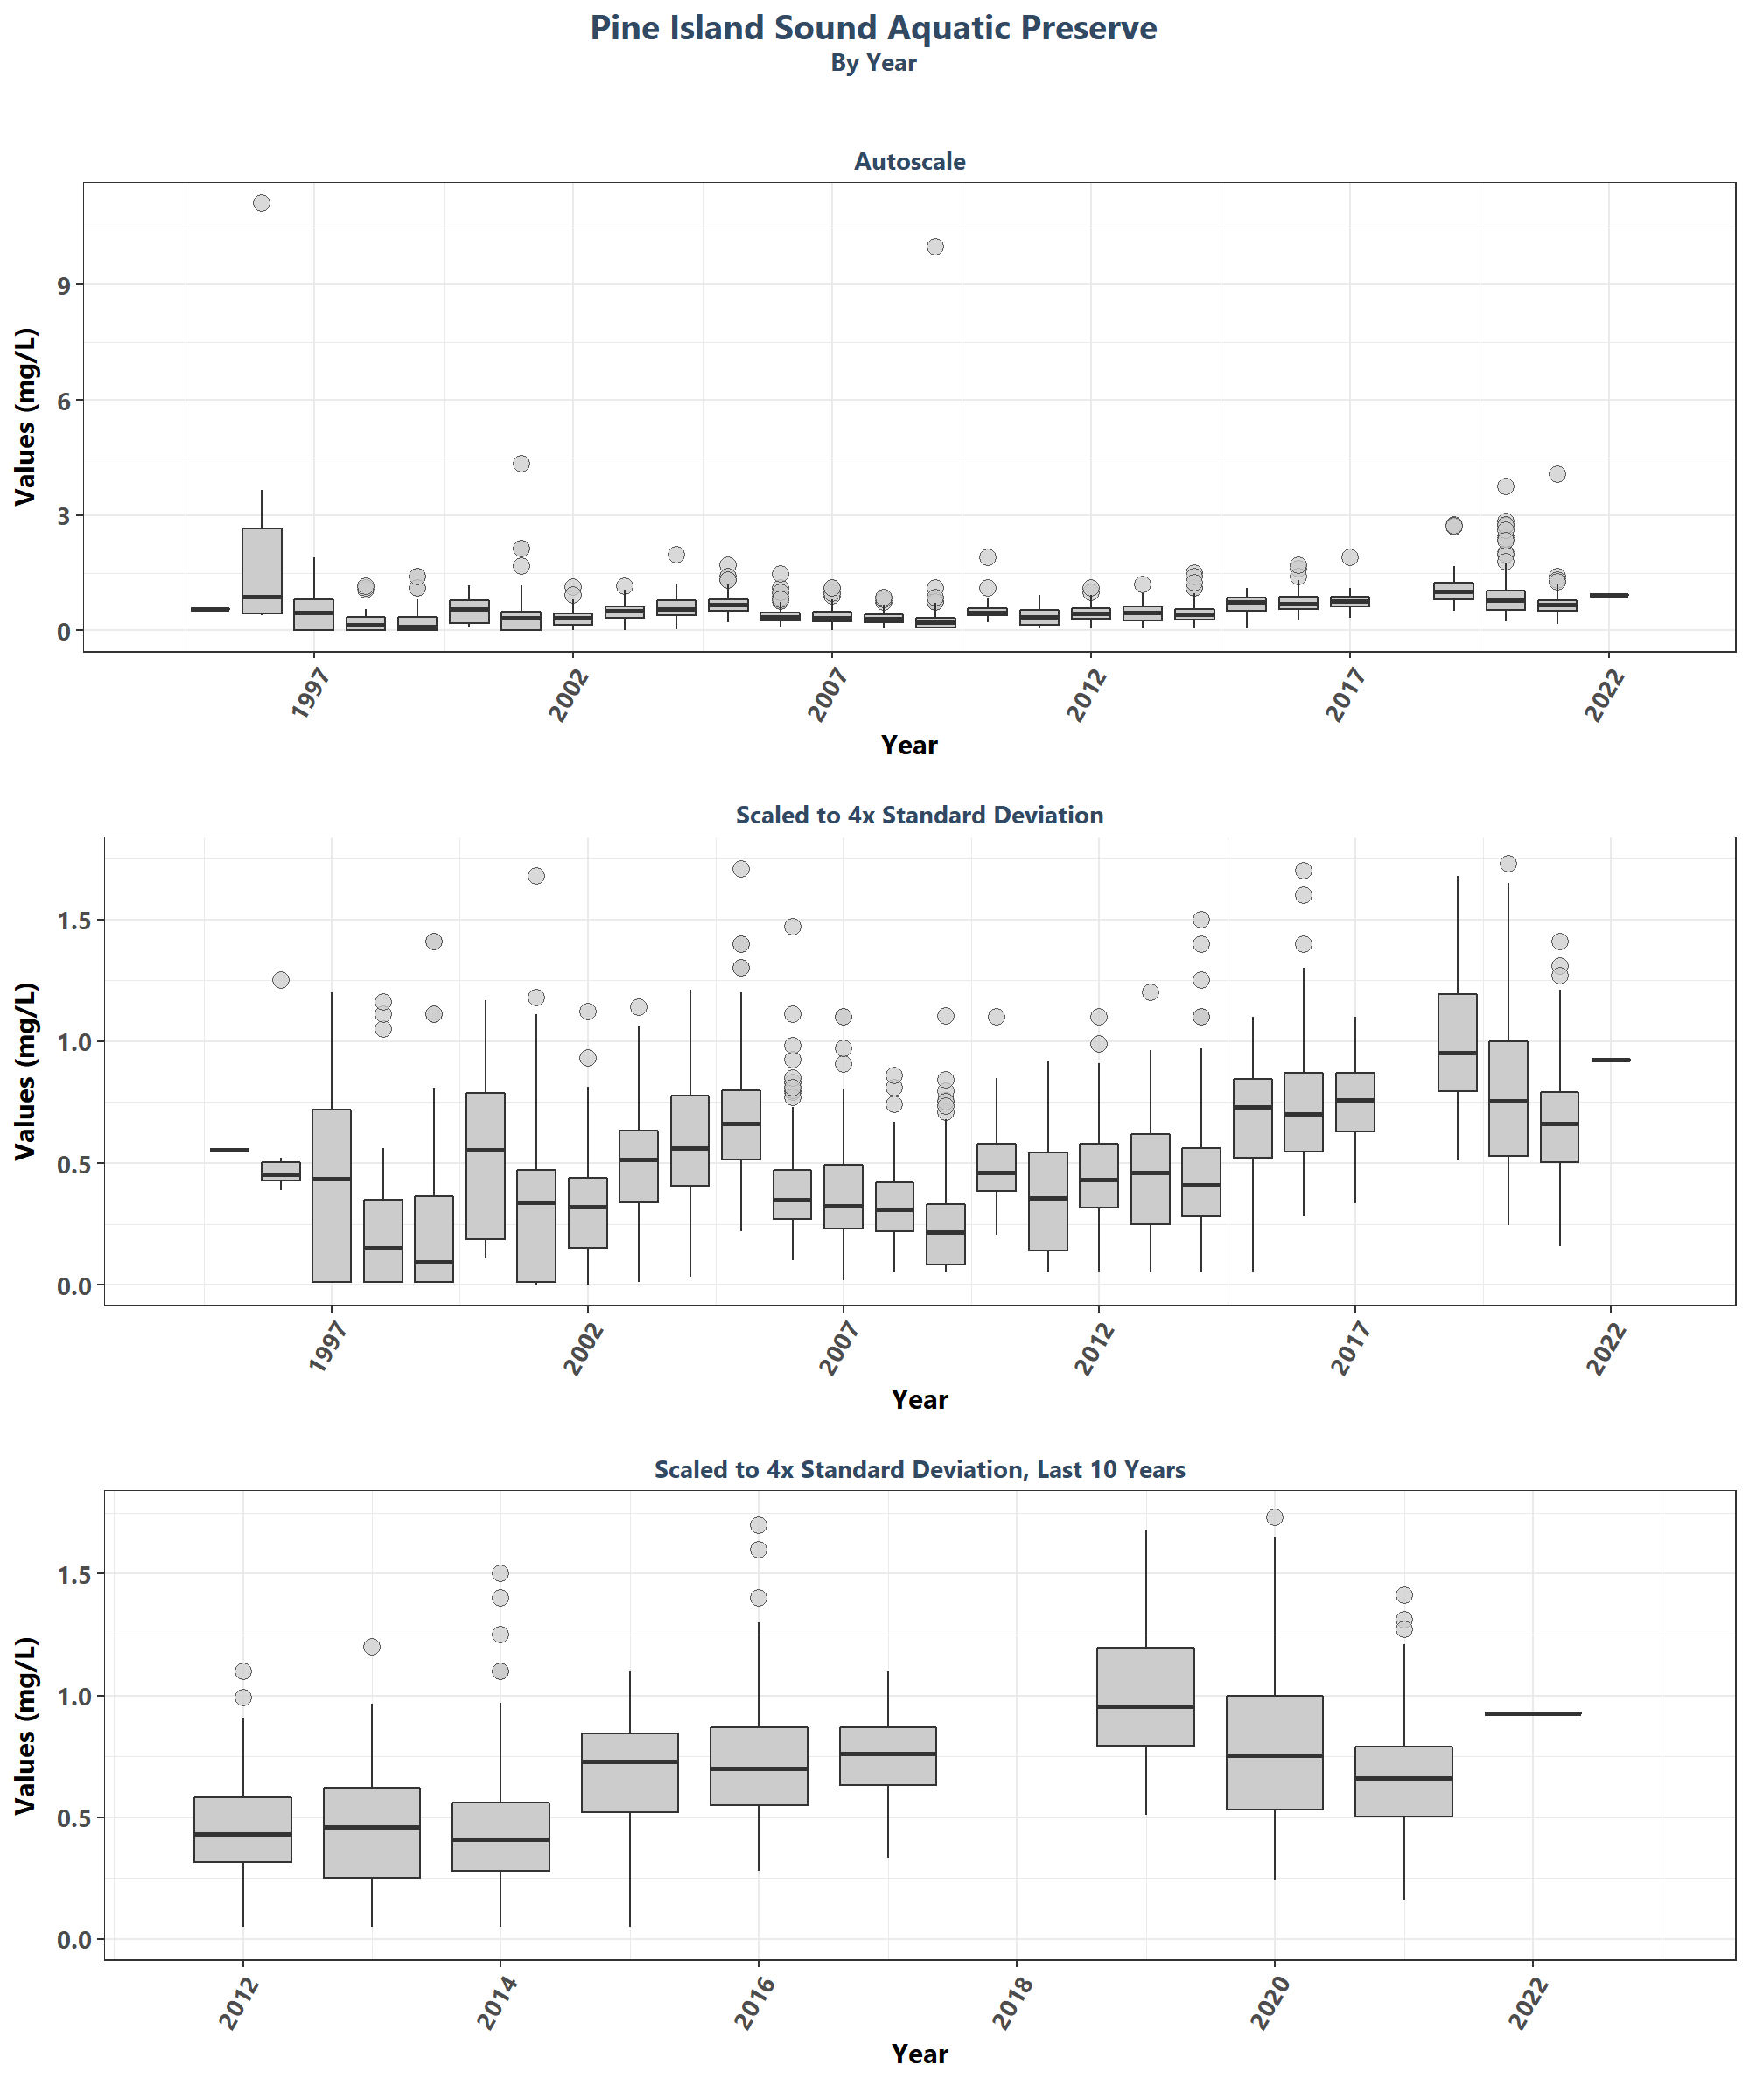 Pine Island Sound Aquatic Preserve
By Year
Autoscale
Values (mg/L)
9
6
3
0
1997
2002
2007
2012
2017
2022
Year
Scaled to 4x Standard Deviation
Values (mg/L)
1.5
1.0
0.5
0.0
1997
2002
2007
2012
2017
2022
Year
Scaled to 4x Standard Deviation, Last 10 Years
Values (mg/L)
1.5
1.0
0.5
0.0
2012
2014
2016
2018
2020
2022
Year